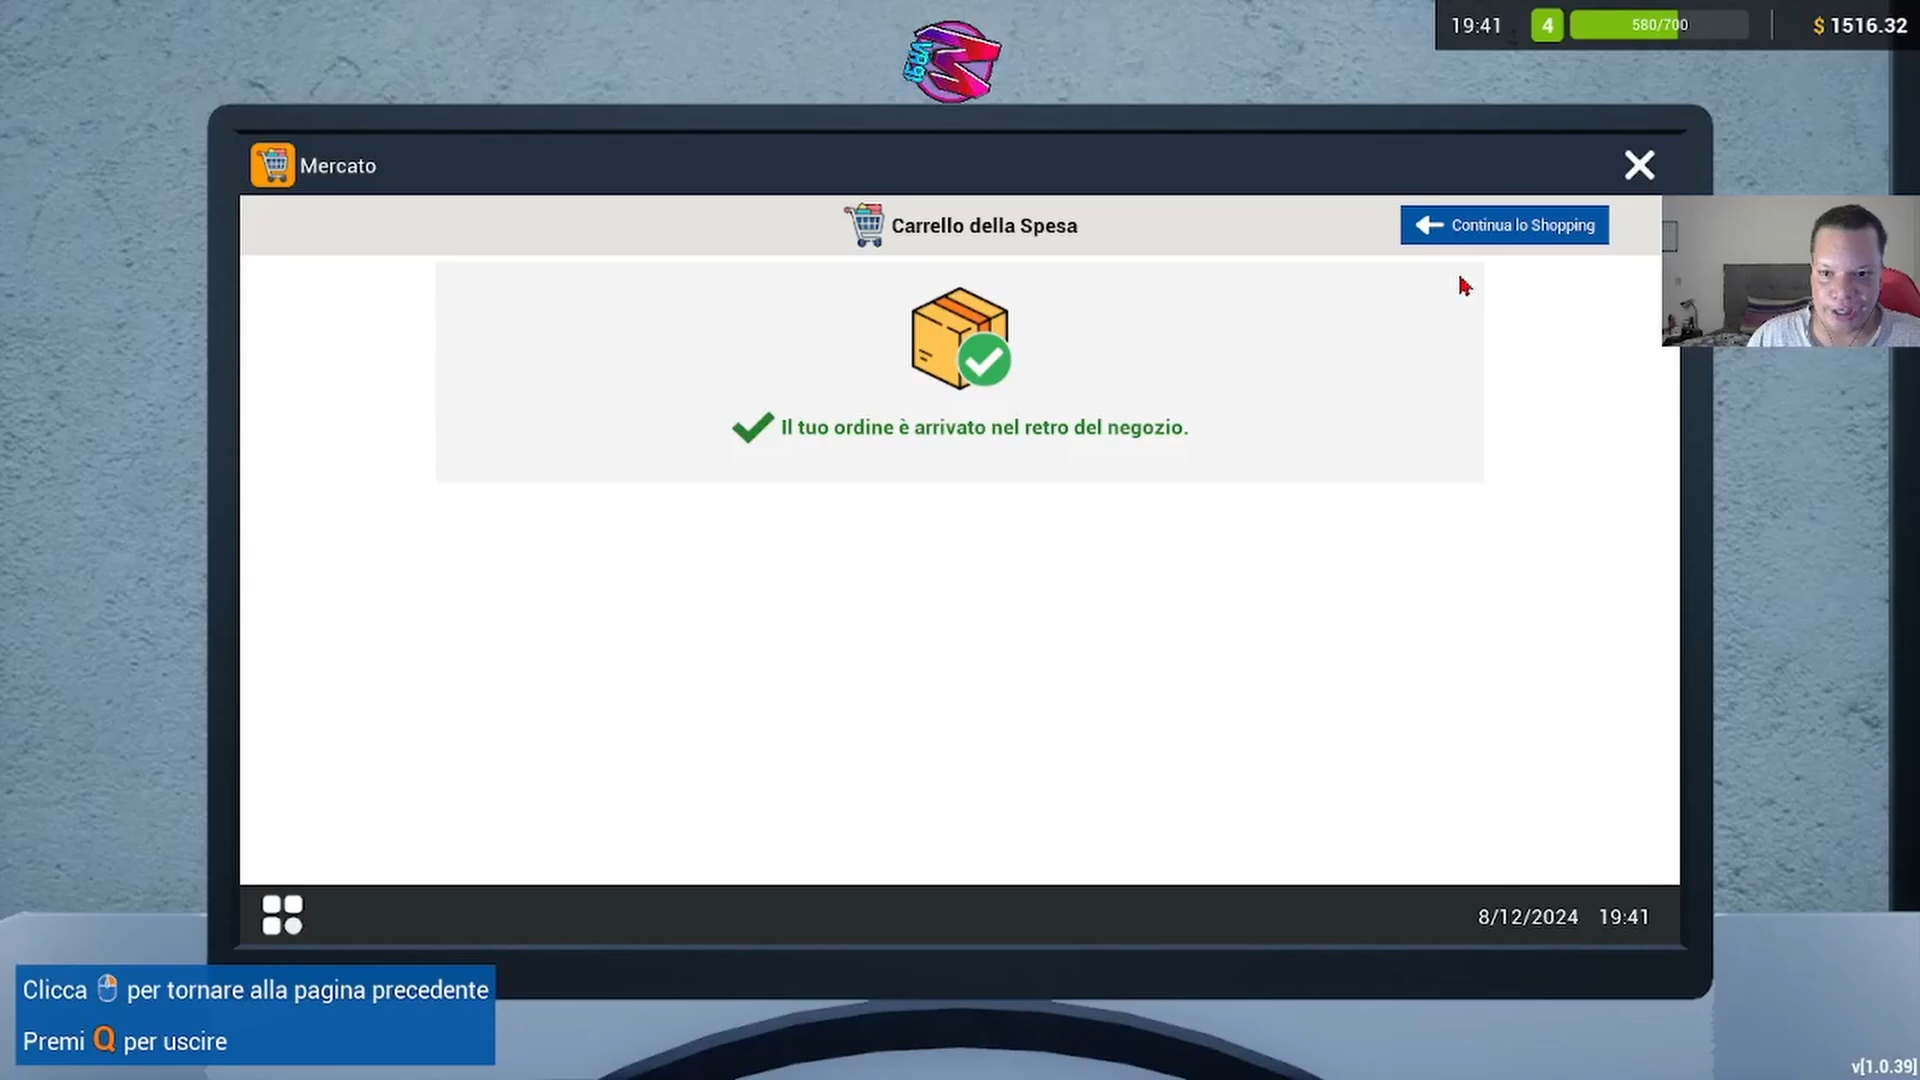 19:41 4 580/700 $ 1516.32
Mercato
Carrello della Spesa
Continua lo Shopping
Il tuo ordine è arrivato nel retro del negozio.
8/12/2024 19:41
Clicca per tornare alla pagina precedente
Premi Q per uscire
v[1.0.39]